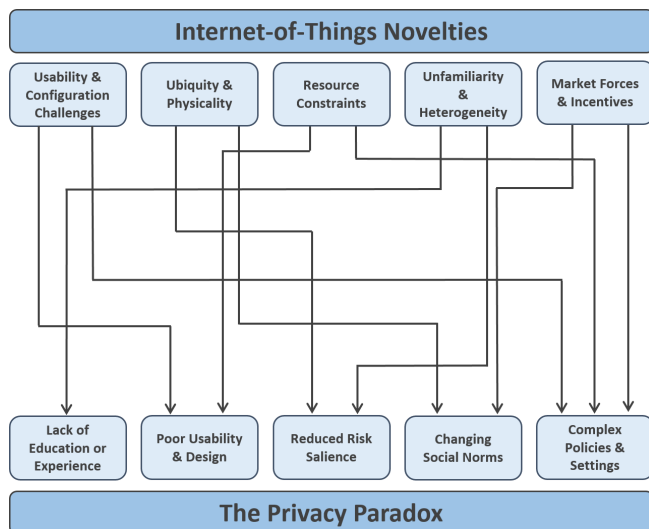 Internet-of-Things Novelties
Usability &
Configuration
Challenges
Ubiquity &
Physicality
Resource
Constraints
Unfamiliarity
&
Heterogeneity
Market Forces
& Incentives
Lack of
Education or
Experience
Poor Usability
& Design
Reduced Risk
Salience
Changing
Social Norms
Complex
Policies &
Settings
The Privacy Paradox